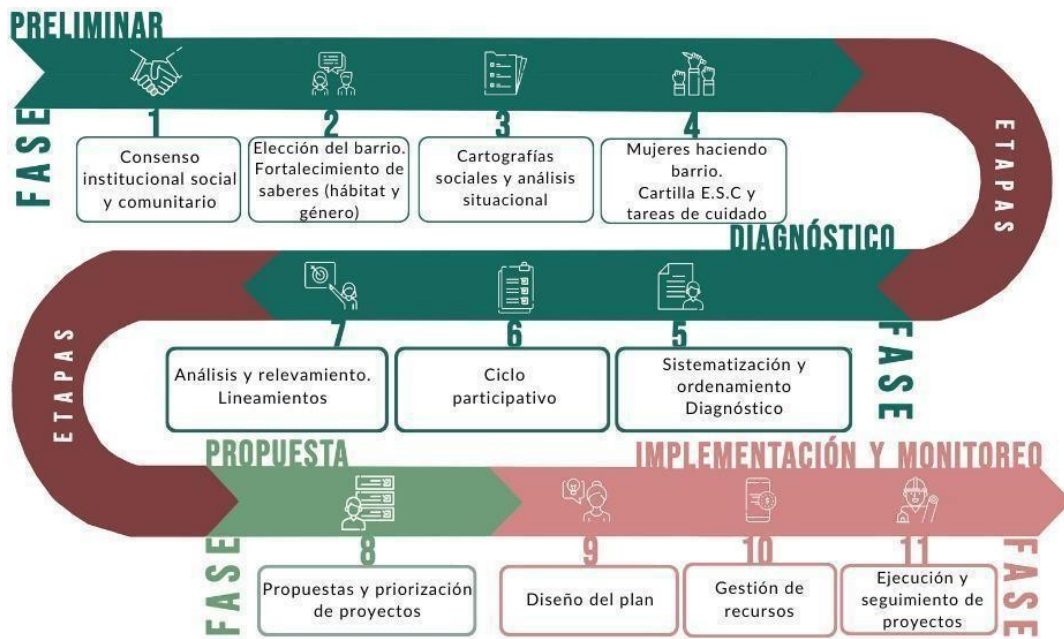 PRELIMINAR
FASE
1
Consenso
institucional social
y comunitario
2
Elección del barrio.
Fortalecimiento de
saberes (hábitat y
género)
3
Cartografías
sociales y análisis
situacional
4
Mujeres haciendo
barrio.
Cartilla E.S.C y
tareas de cuidado
ETAPAS
DIAGNÓSTICO
FASE
5
Sistematización y
ordenamiento
Diagnóstico
6
Ciclo
participativo
7
Análisis y relevamiento.
Lineamientos
ETAPAS
PROPUESTA
FASE
8
Propuestas y priorización
de proyectos
IMPLEMENTACIÓN Y MONITOREO
FASE
9
Diseño del plan
10
Gestión de
recursos
11
Ejecución y
seguimiento de
proyectos